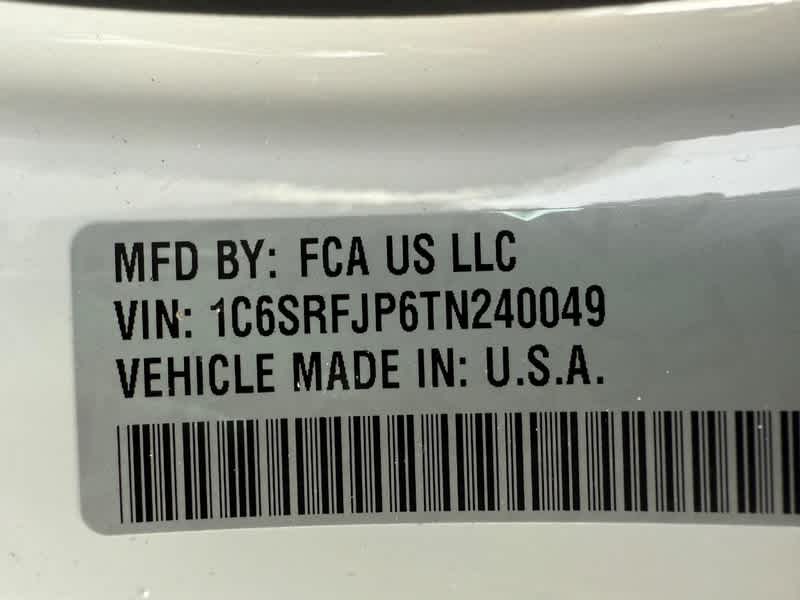 MFD BY: FCA US LLC
VIN: 1C6SRFJP6TN240049
VEHICLE MADE IN: U.S.A.